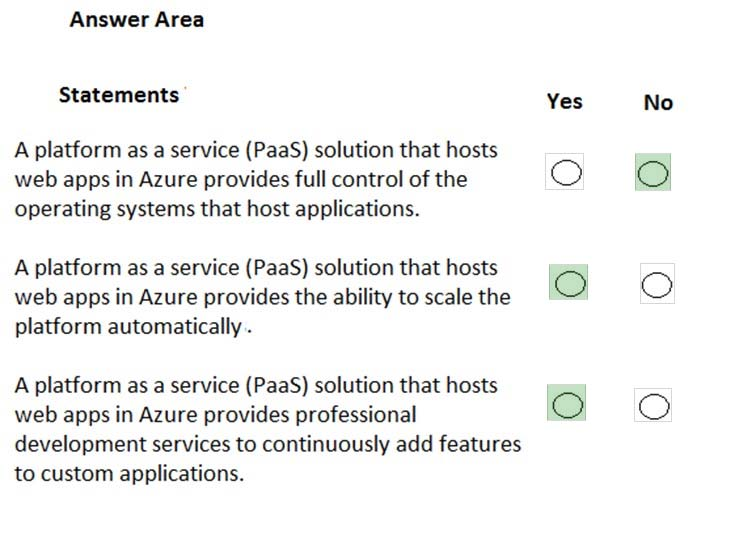 Answer Area
Statements
Yes
No
A platform as a service (PaaS) solution that hosts
web apps in Azure provides full control of the
operating systems that host applications.
A platform as a service (PaaS) solution that hosts
web apps in Azure provides the ability to scale the
platform automatically.
A platform as a service (PaaS) solution that hosts
web apps in Azure provides professional
development services to continuously add features
to custom applications.